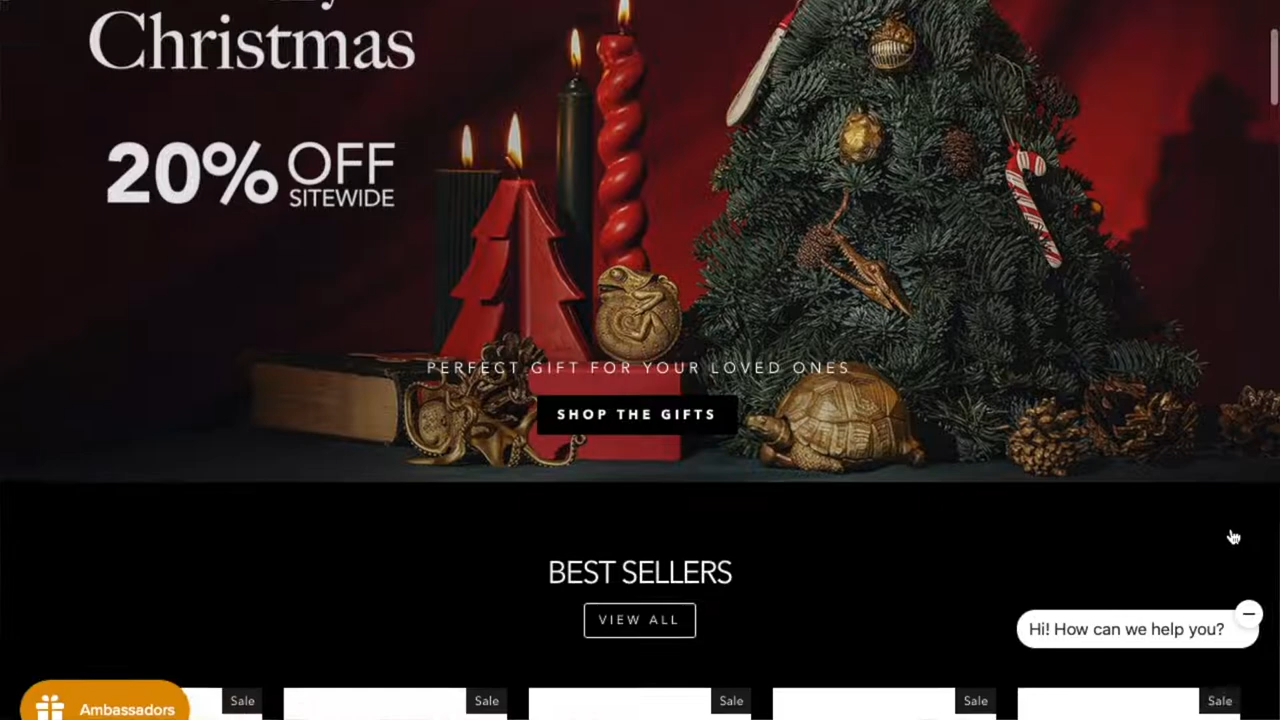 Christmas
20% OFF
SITEWIDE
PERFECT GIFT FOR YOUR LOVED ONES
SHOP THE GIFTS
BEST SELLERS
VIEW ALL
Hi! How can we help you?
Ambassadors
Sale
Sale
Sale
Sale
Sale